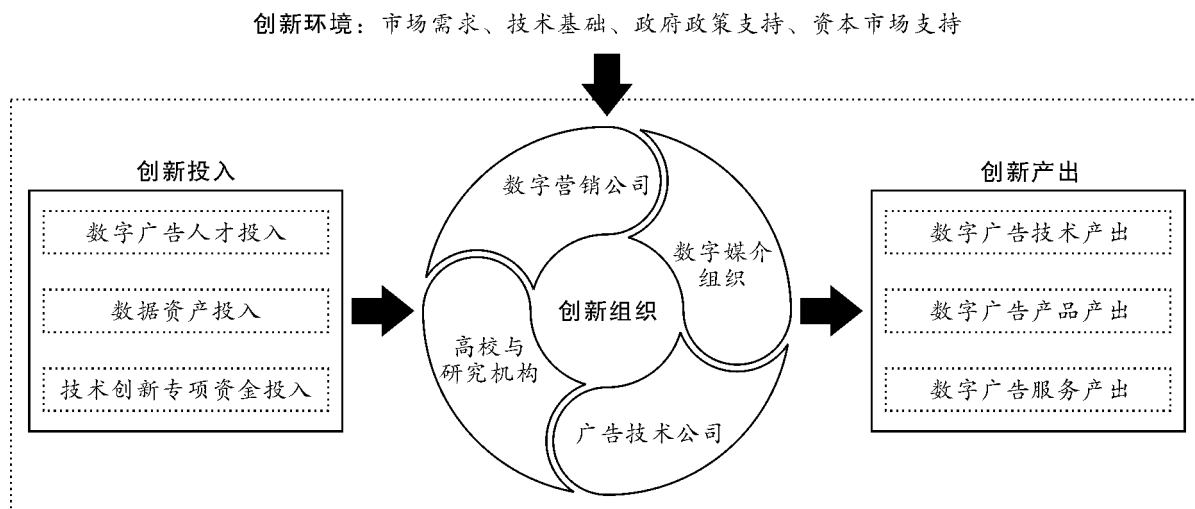 创新环境：市场需求、技术基础、政府政策支持、资本市场支持
创新投入
数字广告人才投入
数据资产投入
技术创新专项资金投入
数字营销公司
数字媒介
组织
创新组织
高校与
研究机构
广告技术公司
创新产出
数字广告技术产出
数字广告产品产出
数字广告服务产出